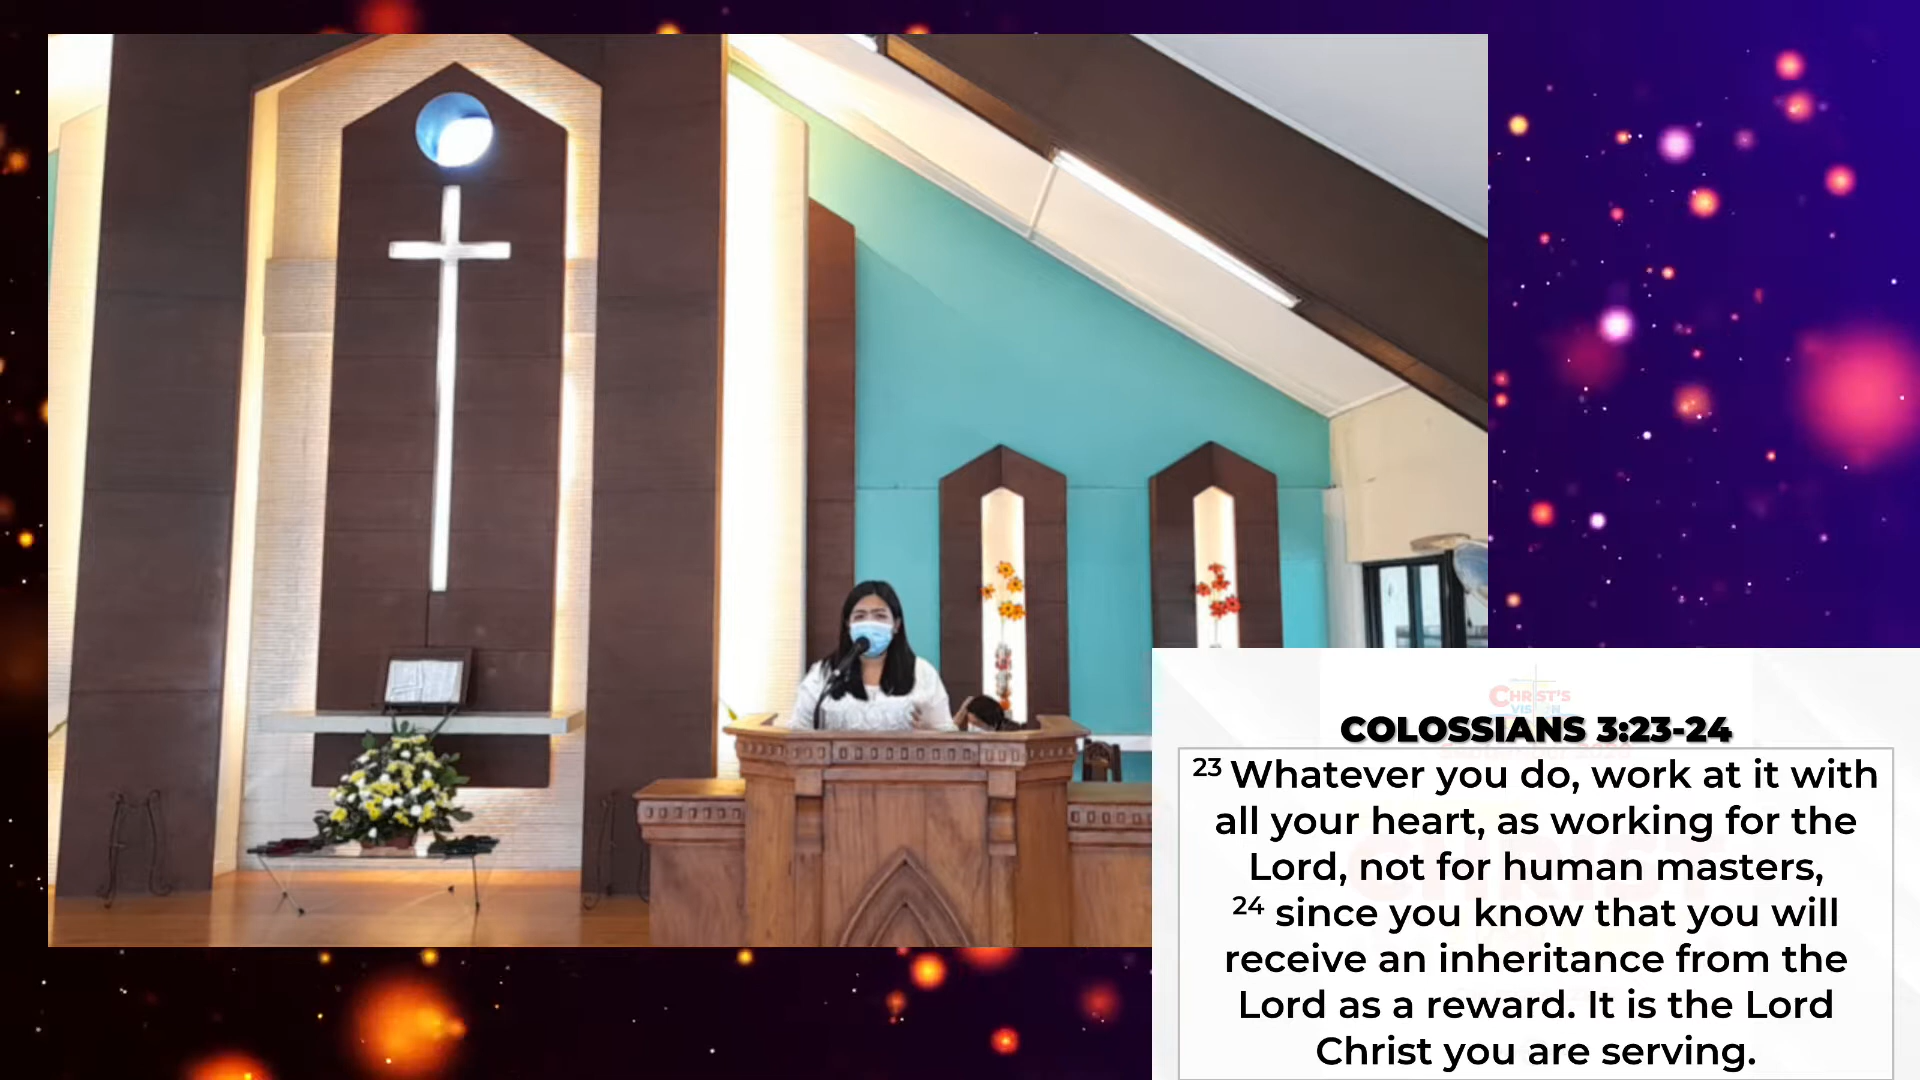 CHRIST'S
VISION
COLOSSIANS 3:23-24
23 Whatever you do, work at it with
all your heart, as working for the
Lord, not for human masters,
24 since you know that you will
receive an inheritance from the
Lord as a reward. It is the Lord
Christ you are serving.